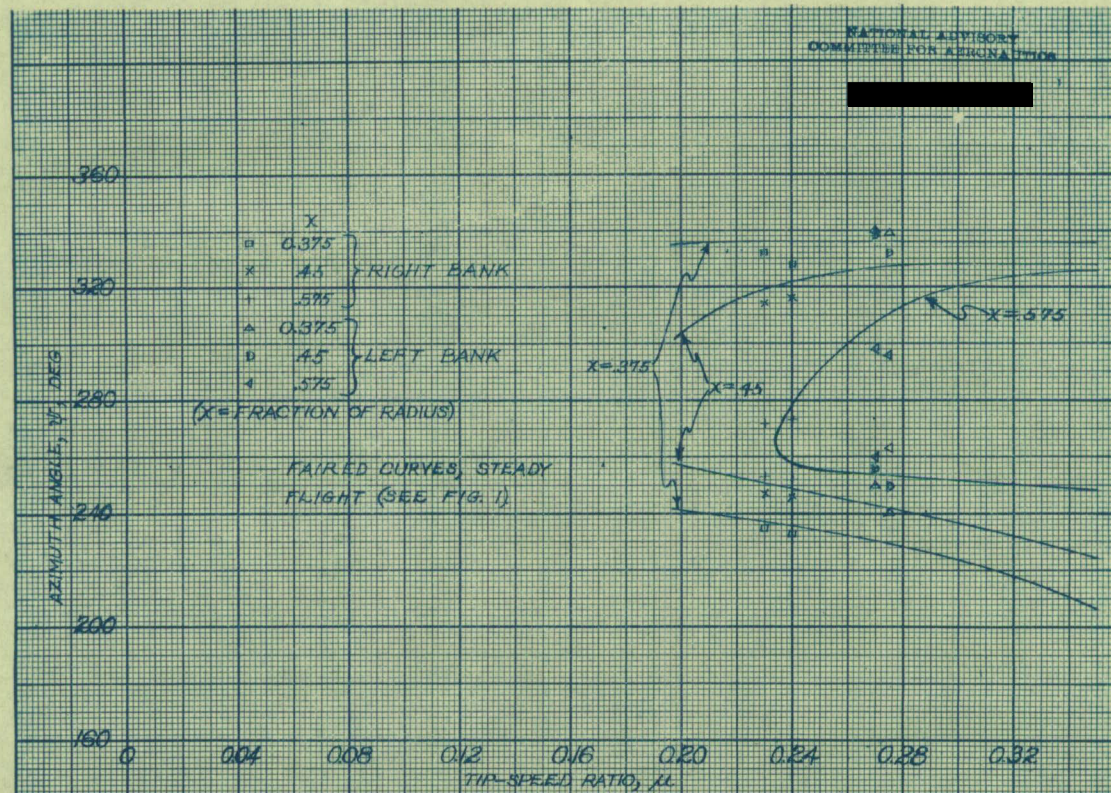 NATIONAL ADVISORY
COMMITTEE FOR AERONAUTICS
360
320
280
240
200
160
AZIMUTH ANGLE, ψ, DEG
X
0.375
.45
.575
RIGHT BANK
0.375
.45
.575
LEFT BANK
(X = FRACTION OF RADIUS)
FAIRED CURVES, STEADY
FLIGHT (SEE FIG. 1)
X=.375
X=.45
X=.575
0 0.04 0.08 0.12 0.16 0.20 0.24 0.28 0.32
TIP-SPEED RATIO, μ